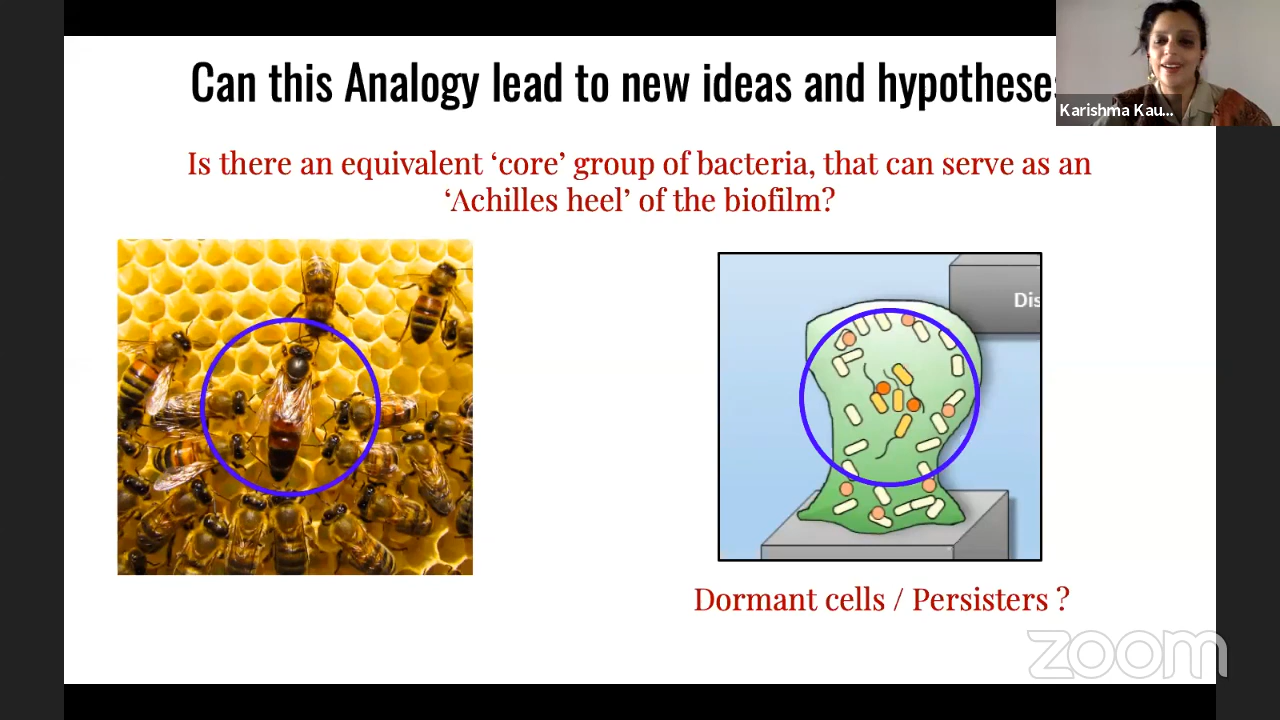 Can this Analogy lead to new ideas and hypotheses
Karishma Kau...
Is there an equivalent ‘core’ group of bacteria, that can serve as an
‘Achilles heel’ of the biofilm?
Dis
Dormant cells / Persisters ?
zoom